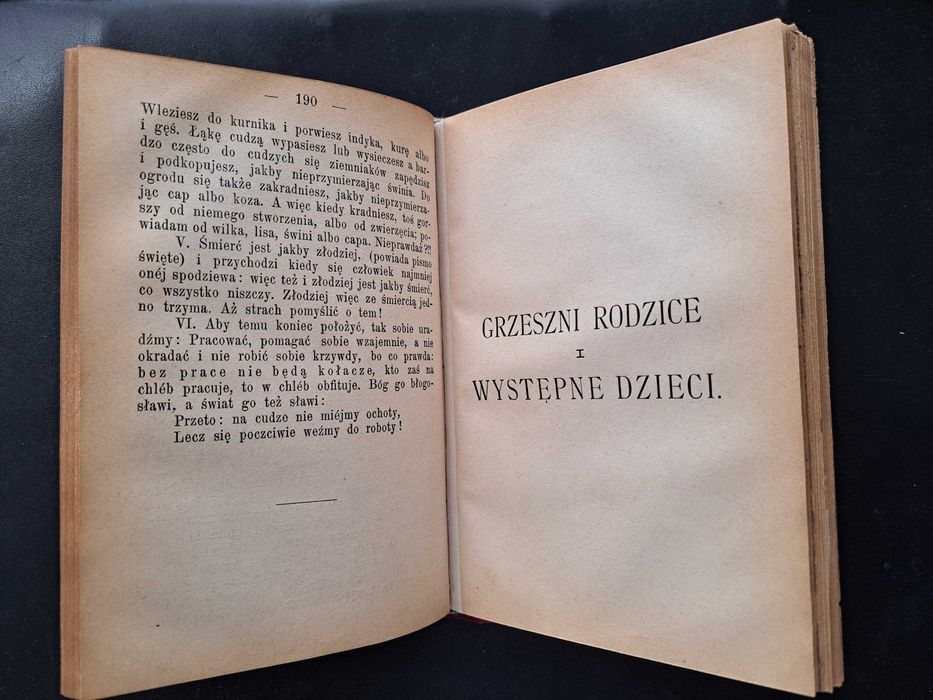 — 190 —
Wleziesz do kurnika i porwiesz indyka, kurę albo
i gęś. Łąkę cudzą wypasiesz lub wysieczesz a bar-
dzo często do cudzych się ziemniaków zapędzisz
i podkopujesz, jakby nieprzymierzając świnia. Do
ogrodu się także zakradniesz, jakby nieprzymierza-
jąc cap albo koza. A więc kiedy kradniesz, toś gor-
szy od niemego stworzenia, albo od zwierzęcia; po-
wiadam od wilka, lisa, świni albo capa. Nieprawdaż?!!
V. Śmierć jest jakby złodziej, (powiada pismo
święte) i przychodzi kiedy się człowiek najmniej
onéj spodziewa: więc też i złodziej jest jakby śmierć,
co wszystko niszczy. Złodziej więc ze śmiercią jed-
no trzyma. Aż strach pomyślić o tem!
VI. Aby temu koniec położyć, tak sobie ura-
dźmy: Pracować, pomagać sobie wzajemnie, a nie
okradać i nie robić sobie krzywdy, bo co prawda:
bez prace nie będą kołacze, kto zaś na
chléb pracuje, to w chléb obfituje. Bóg go błogo-
sławi, a świat go też sławi:
Przeto: na cudze nie miéjmy ochoty,
Lecz się poczciwie weźmy do roboty!
GRZESZNI RODZICE
I
WYSTĘPNE DZIECI.